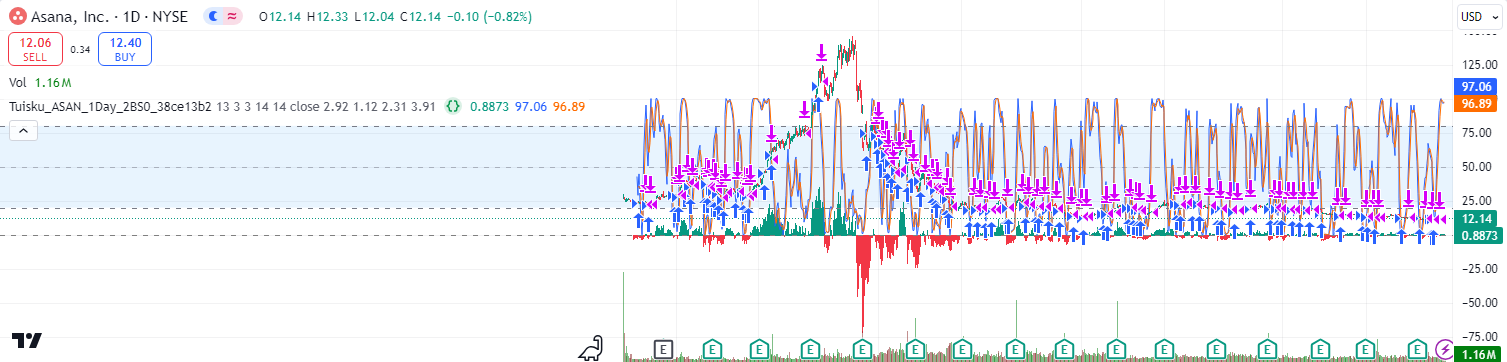 Asana, Inc. · 1D · NYSE O12.14 H12.33 L12.04 C12.14 −0.10 (−0.82%)
USD
12.06
SELL
0.34
12.40
BUY
Vol 1.16M
Tuisku_ASAN_1Day_2BS0_38ce13b2 13 3 3 14 14 close 2.92 1.12 2.31 3.91 {} 0.8873 97.06 96.89
125.00
97.06
96.89
75.00
50.00
25.00
12.14
0.8873
−25.00
−50.00
−75.00
1.16M
E E E E E E E E E E E E E E E E